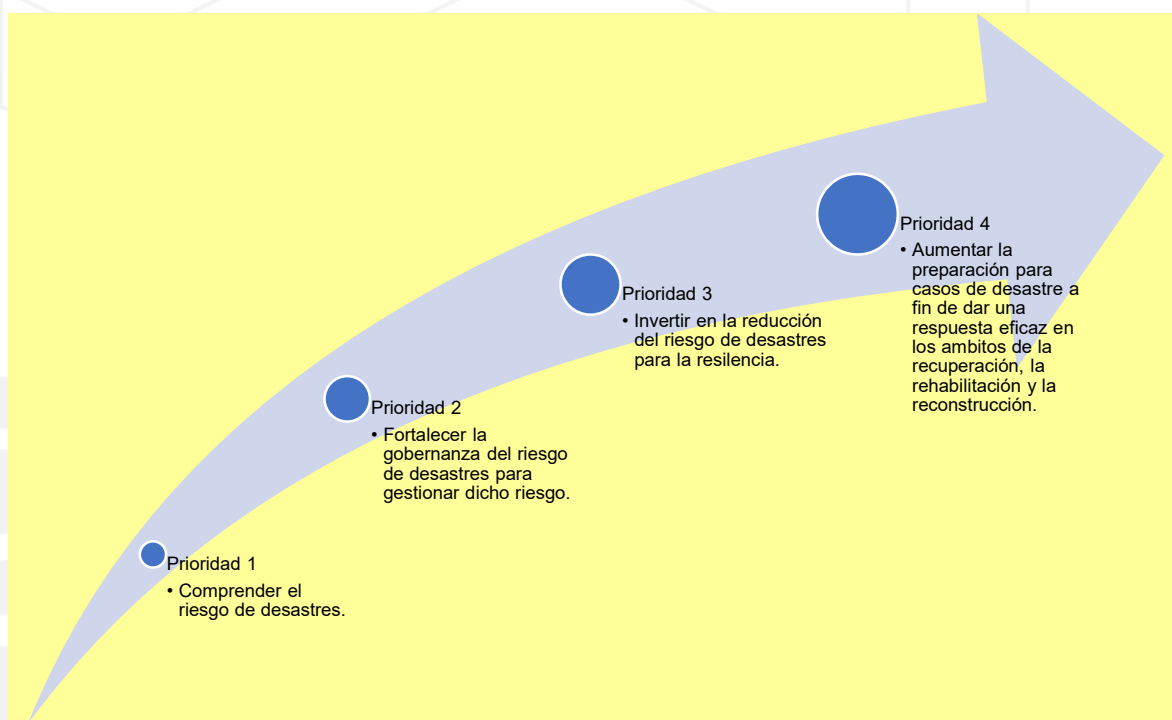 Prioridad 1
• Comprender el
riesgo de desastres.
Prioridad 2
• Fortalecer la
gobernanza del riesgo
de desastres para
gestionar dicho riesgo.
Prioridad 3
• Invertir en la reducción
del riesgo de desastres
para la resilencia.
Prioridad 4
• Aumentar la
preparación para
casos de desastre a
fin de dar una
respuesta eficaz en
los ambitos de la
recuperación, la
rehabilitación y la
reconstrucción.